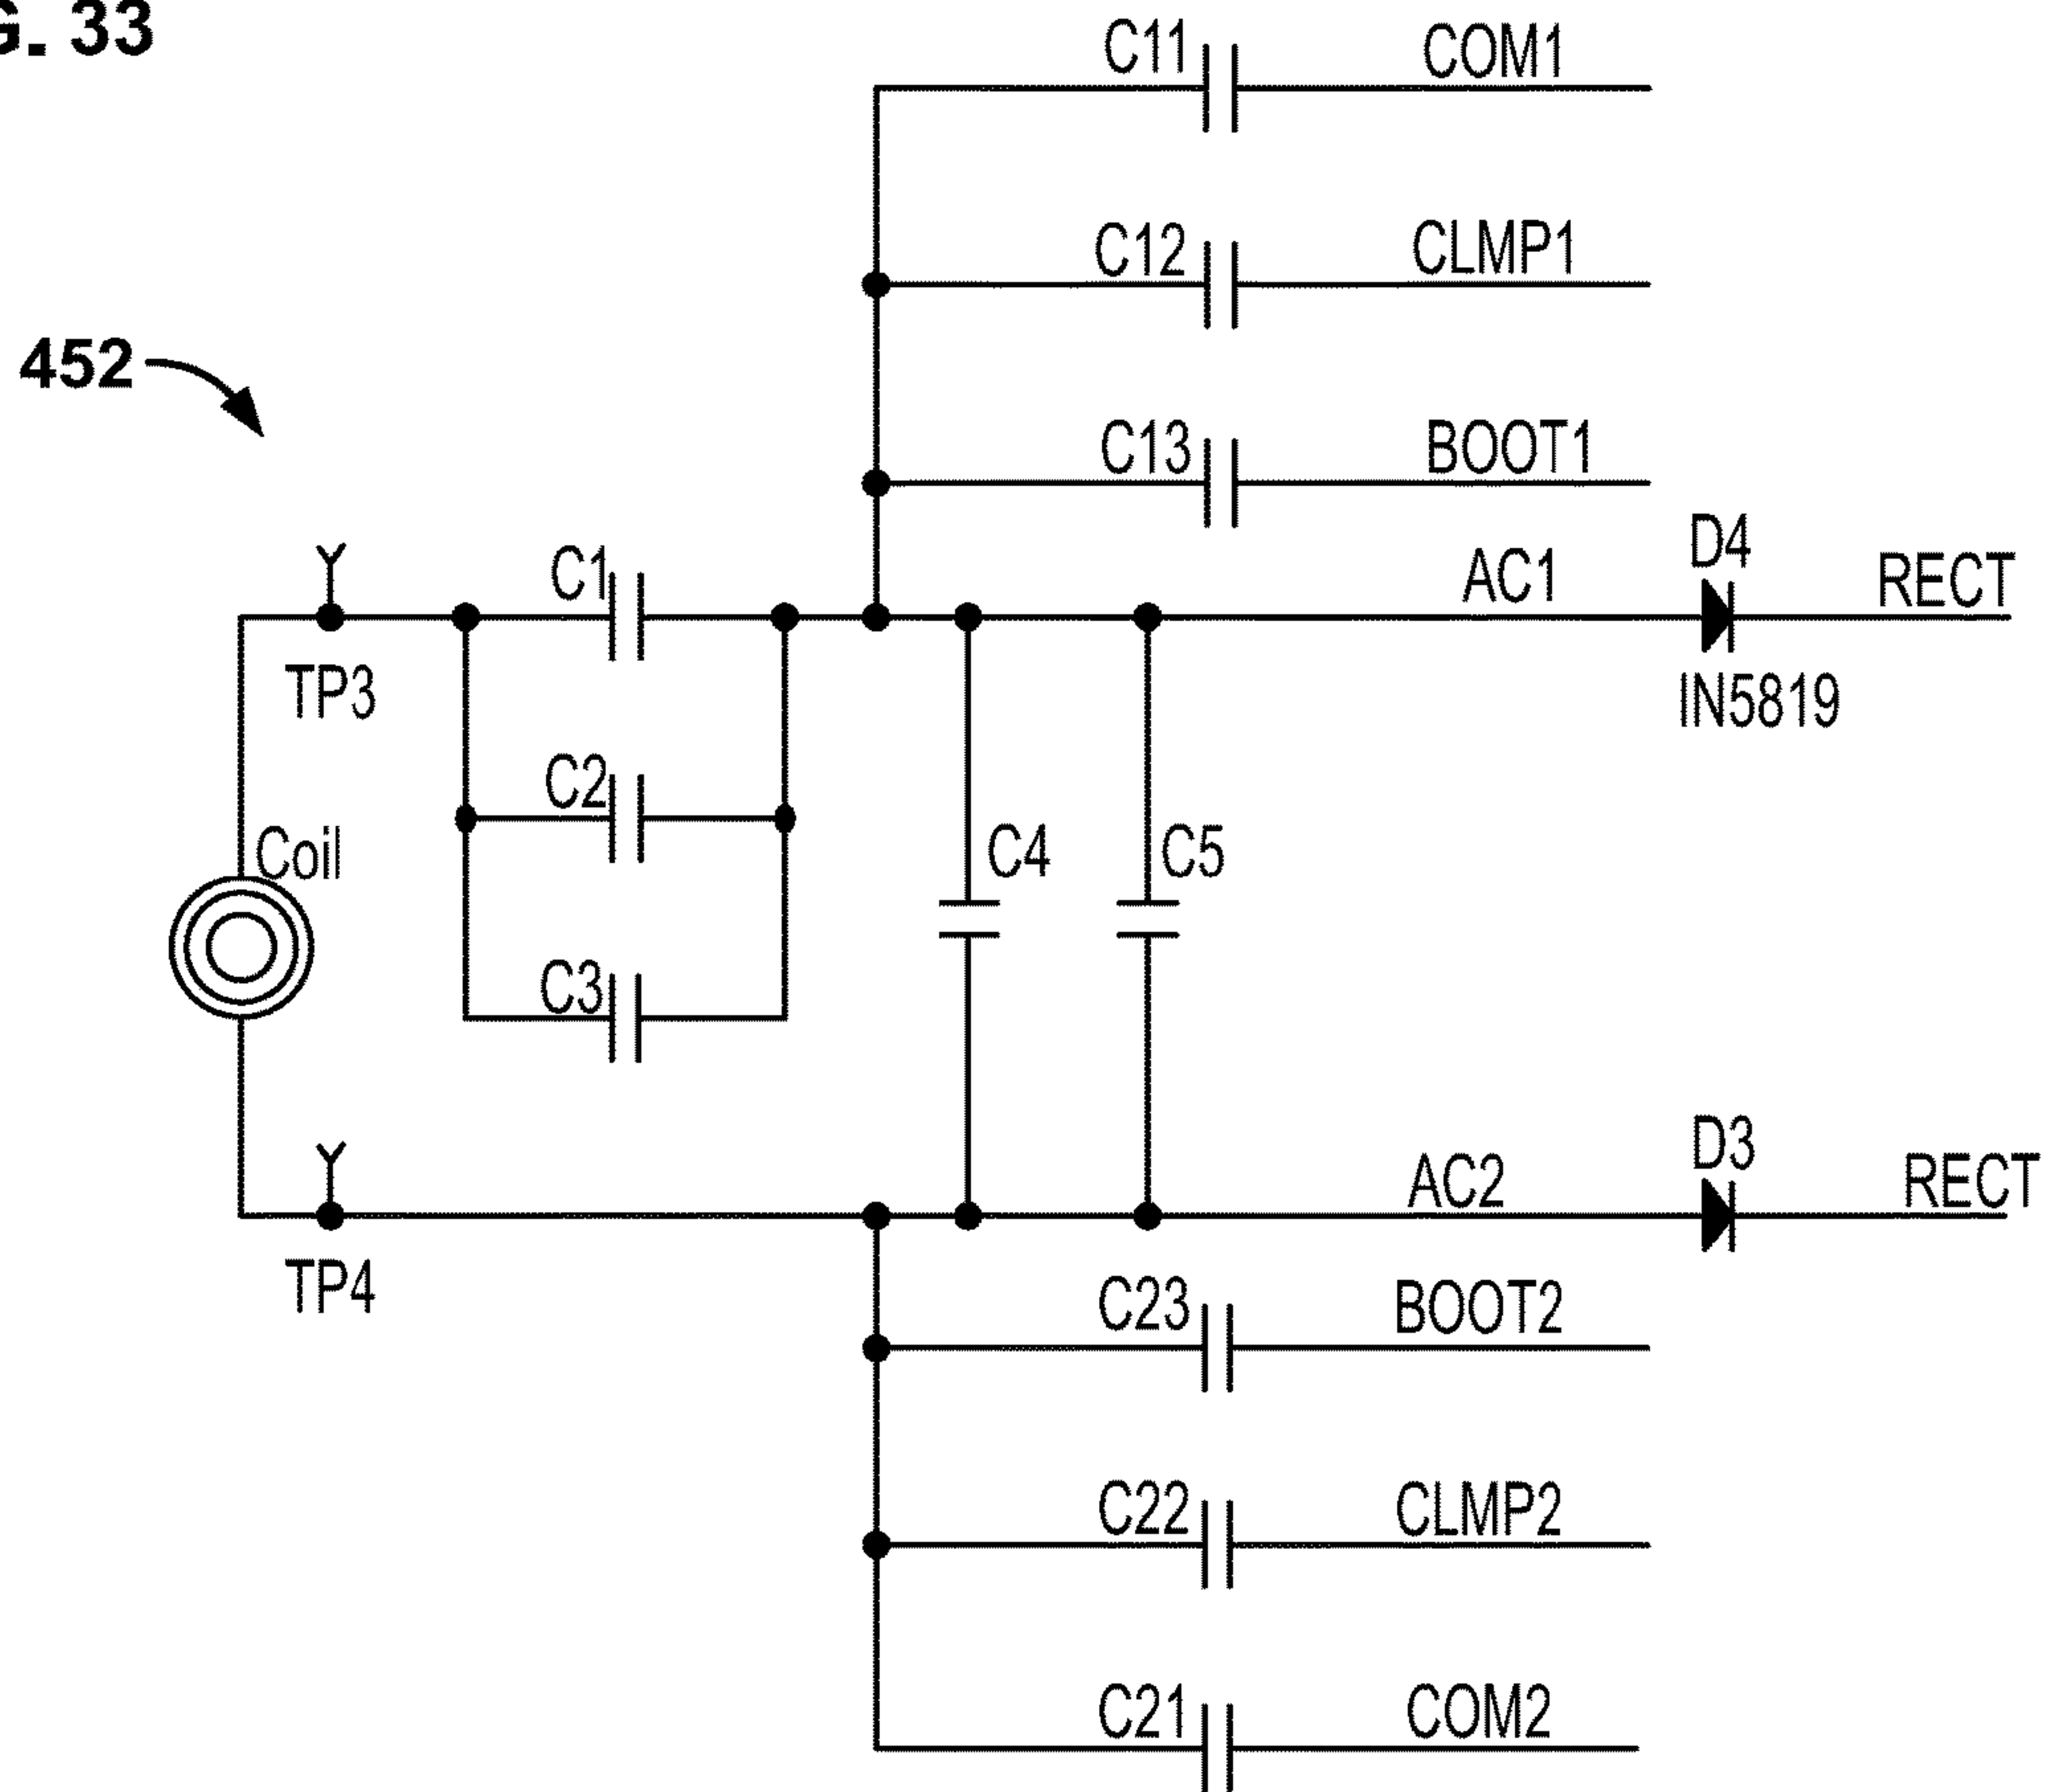 G. 33
C11 COM1
C12 CLMP1
452
C13 BOOT1
Y C1 AC1 D4 RECT
TP3 IN5819
C2
Coil C4 C5
C3
Y AC2 D3 RECT
TP4 C23 BOOT2
C22 CLMP2
C21 COM2